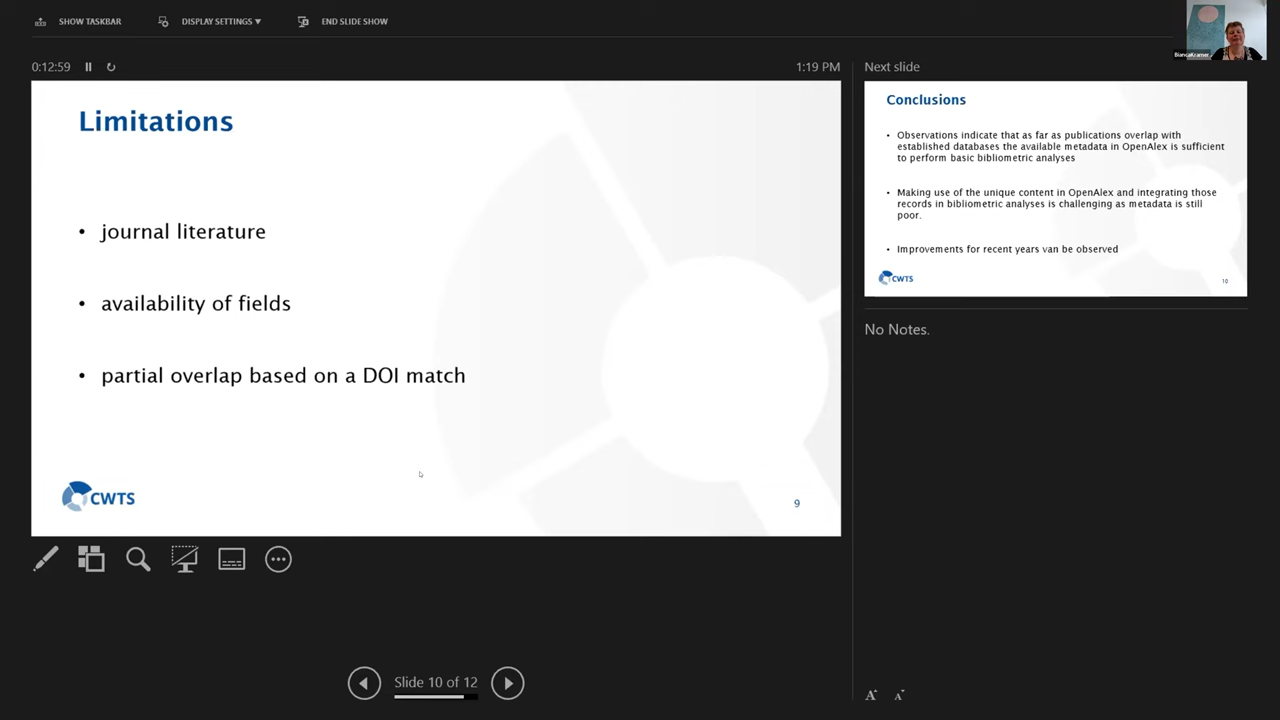 SHOW TASKBAR
DISPLAY SETTINGS ▼
END SLIDE SHOW
BiancaKramer
0:12:59
1:19 PM
Limitations
• journal literature
• availability of fields
• partial overlap based on a DOI match
CWTS
9
Next slide
Conclusions
• Observations indicate that as far as publications overlap with
established databases the available metadata in OpenAlex is sufficient
to perform basic bibliometric analyses
• Making use of the unique content in OpenAlex and integrating those
records in bibliometric analyses is challenging as metadata is still
poor.
• Improvements for recent years van be observed
CWTS
10
No Notes.
Slide 10 of 12
A
A